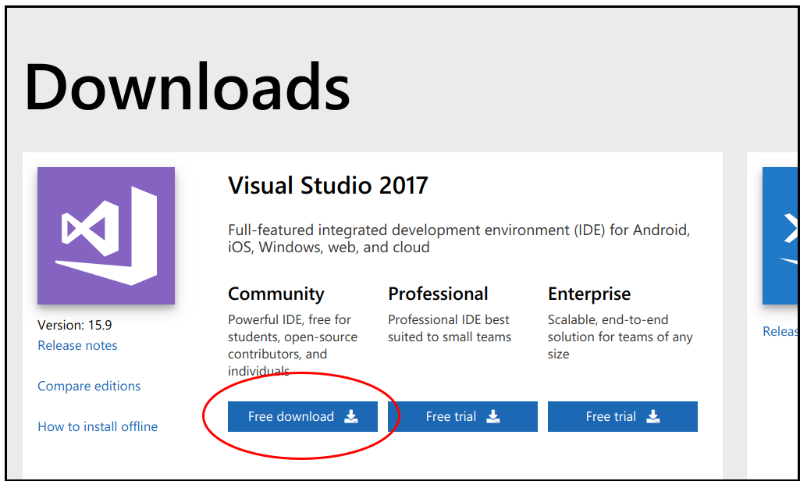 Downloads
Visual Studio 2017
Full-featured integrated development environment (IDE) for Android,
iOS, Windows, web, and cloud
Version: 15.9
Release notes
Compare editions
How to install offline
Community
Powerful IDE, free for
students, open-source
contributors, and
individuals
Free download
Professional
Professional IDE best
suited to small teams
Free trial
Enterprise
Scalable, end-to-end
solution for teams of any
size
Free trial